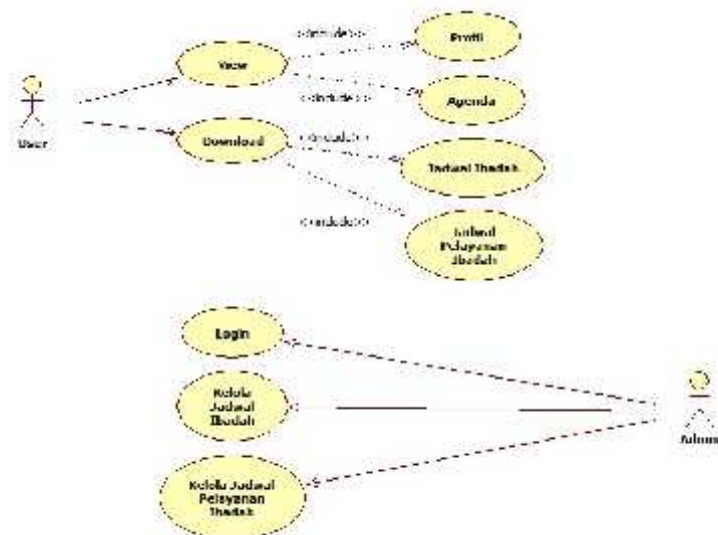 <<include>>
Profil
View
<<include>>
Agenda
User
Download
<<include>>
Jadwal Ibadah
<<include>>
Jadwal
Pelayanan
Ibadah
Login
Kelola
Jadwal
Ibadah
Admin
Kelola Jadwal
Pelayanan
Ibadah